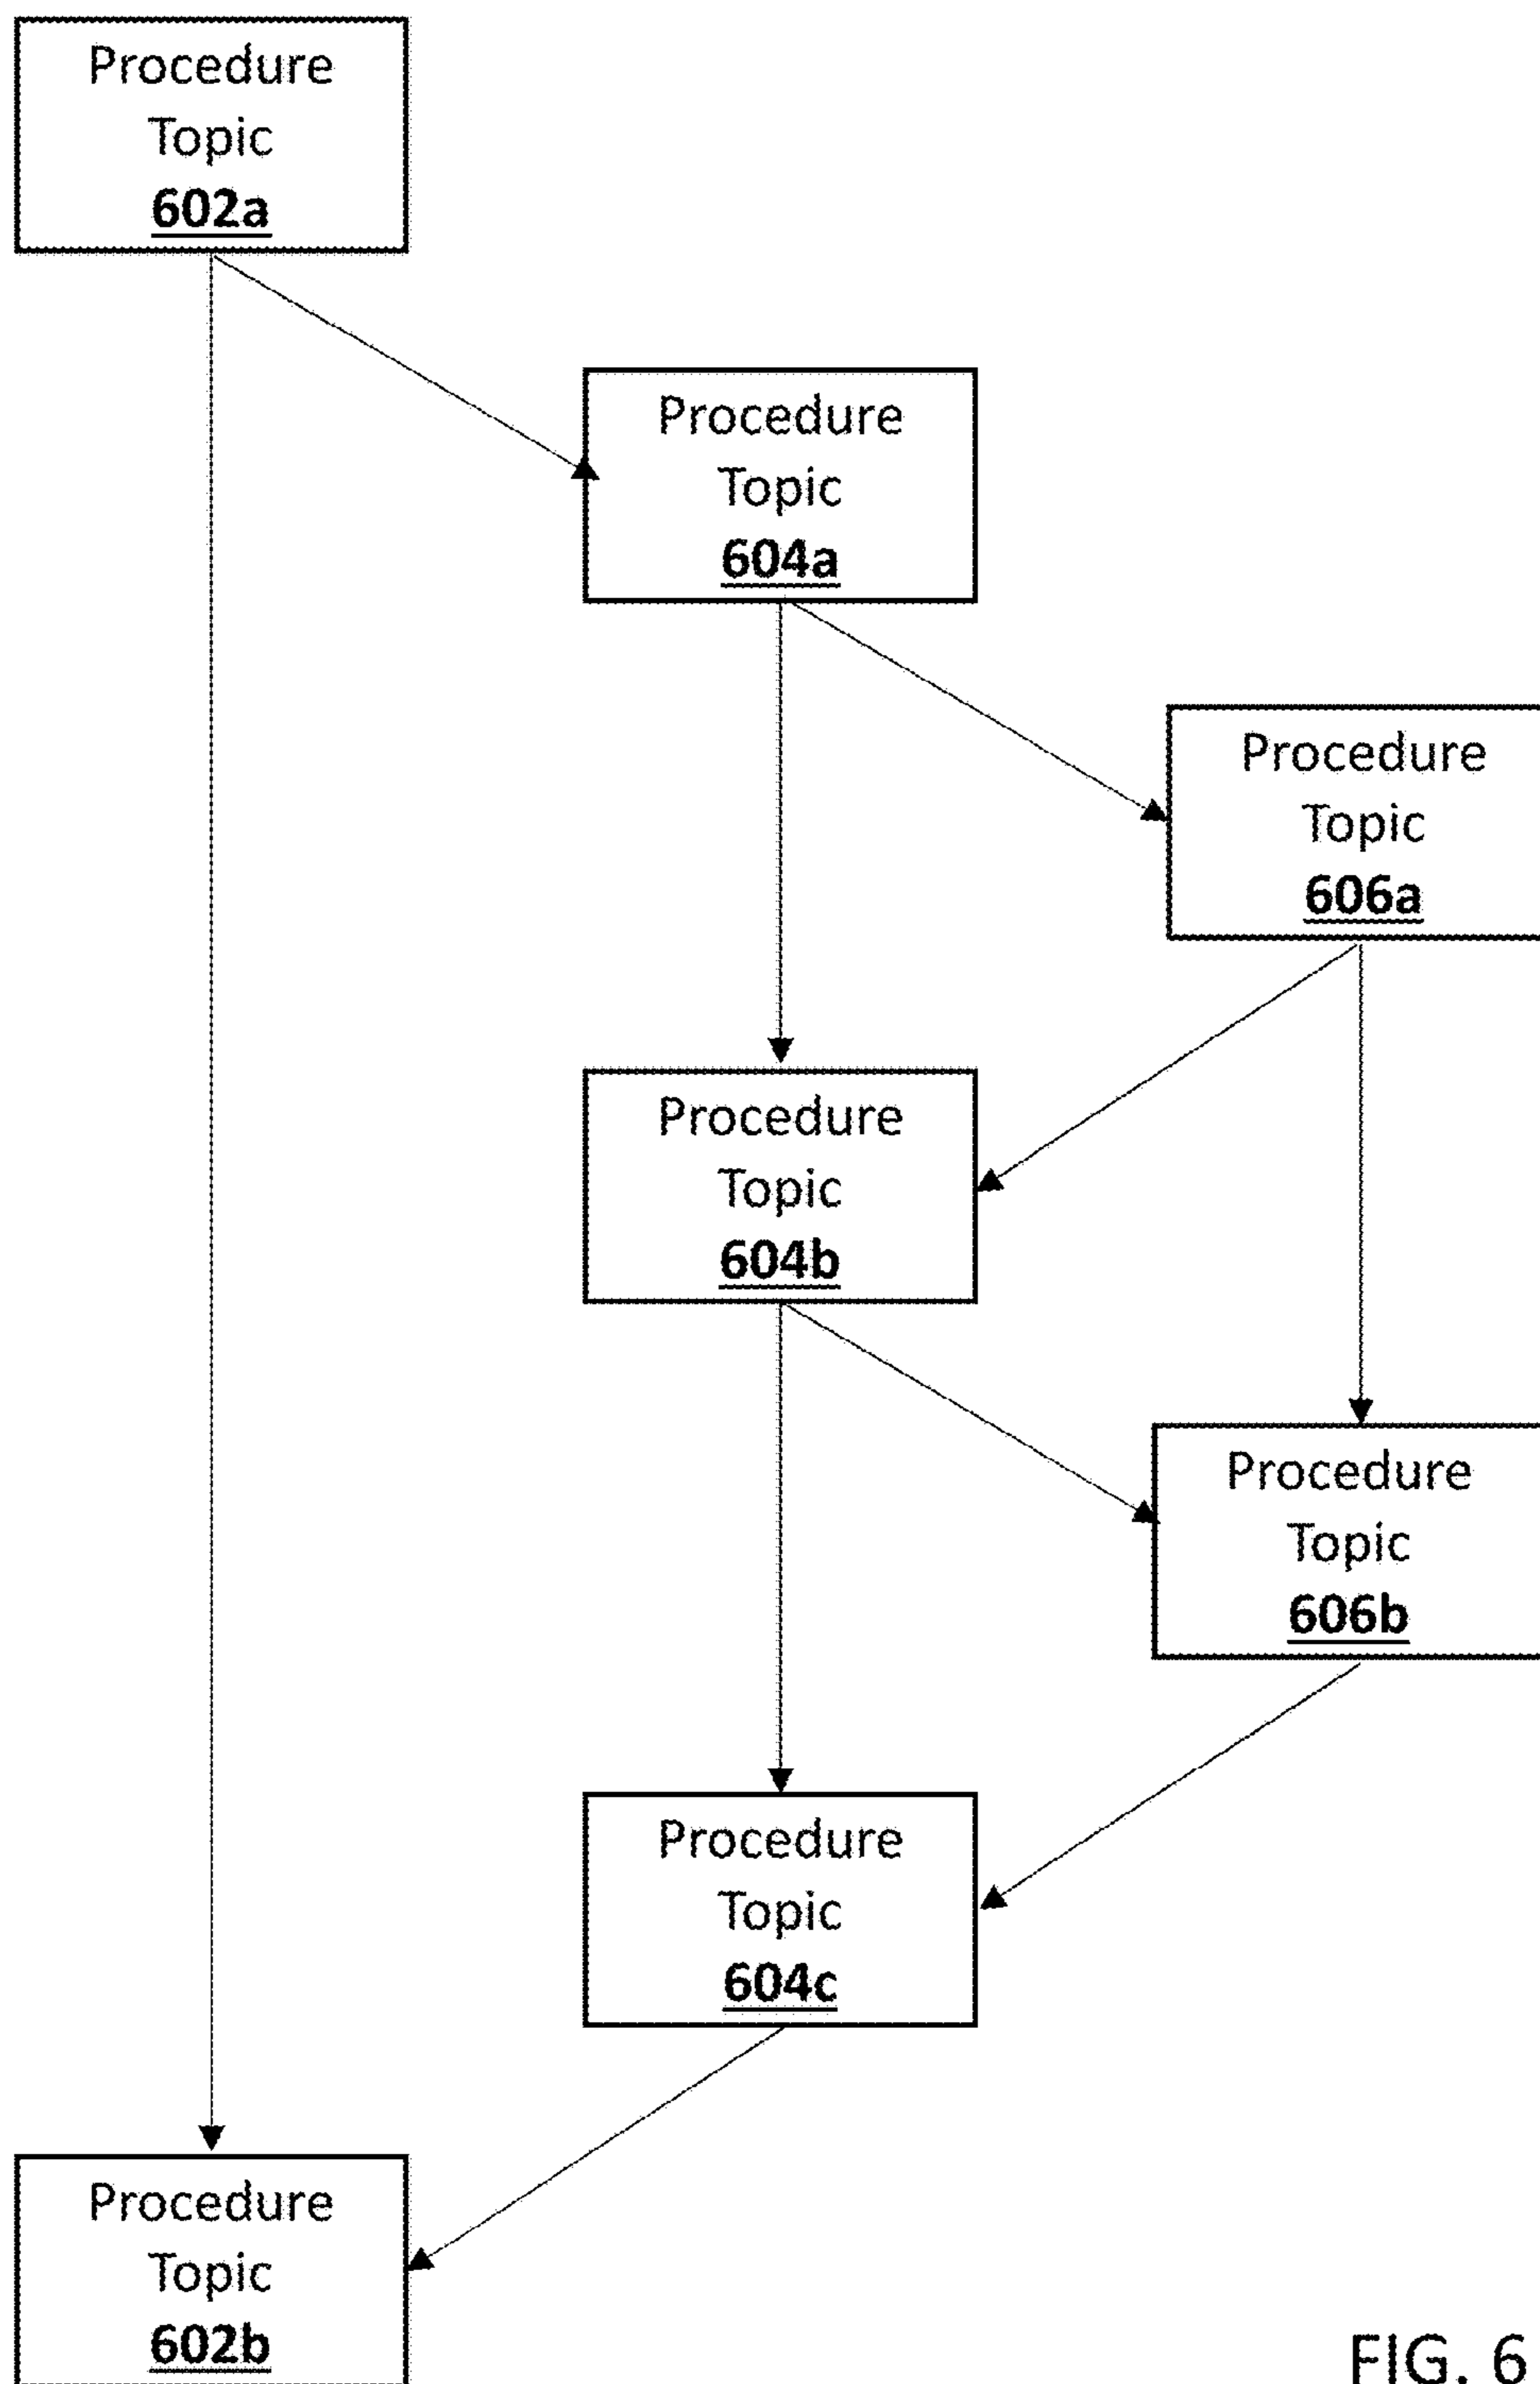 Procedure
Topic
602a
Procedure
Topic
604a
Procedure
Topic
606a
Procedure
Topic
604b
Procedure
Topic
606b
Procedure
Topic
604c
Procedure
Topic
602b
FIG. 6